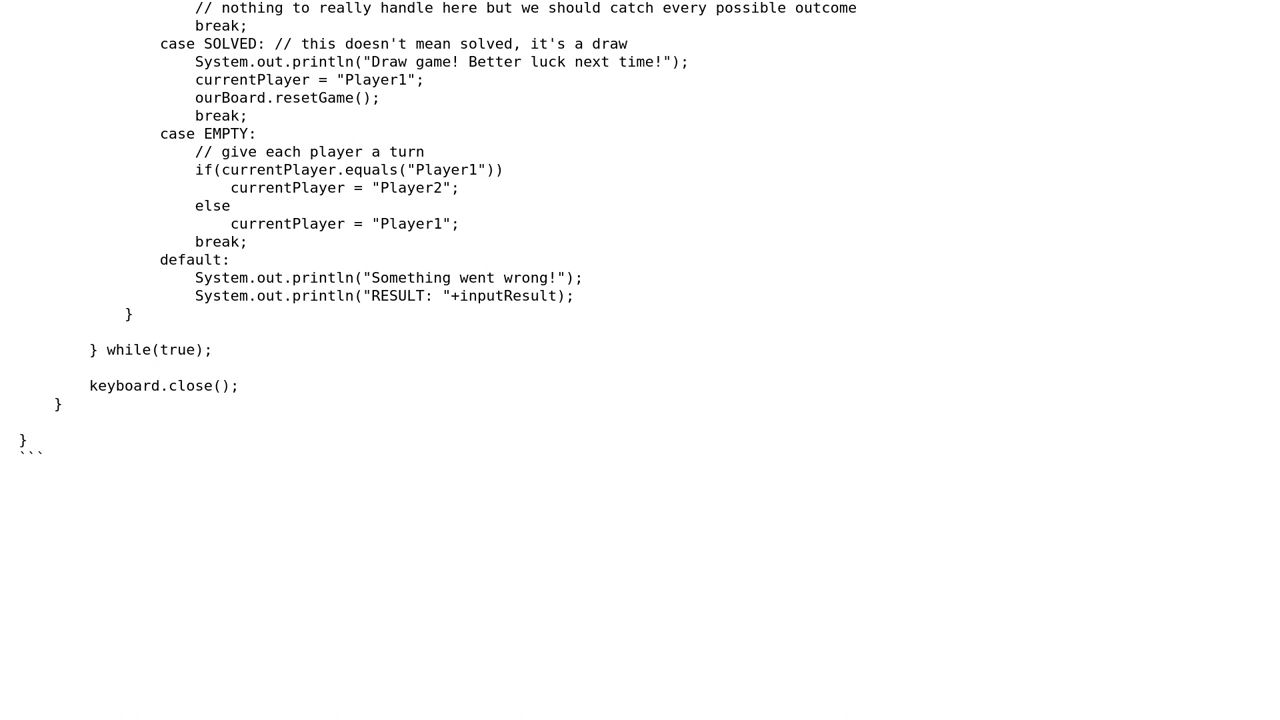 // nothing to really handle here but we should catch every possible outcome
break;
case SOLVED: // this doesn't mean solved, it's a draw
System.out.println("Draw game! Better luck next time!");
currentPlayer = "Player1";
ourBoard.resetGame();
break;
case EMPTY:
// give each player a turn
if(currentPlayer.equals("Player1"))
currentPlayer = "Player2";
else
currentPlayer = "Player1";
break;
default:
System.out.println("Something went wrong!");
System.out.println("RESULT: "+inputResult);
}
} while(true);
keyboard.close();
}
}
```